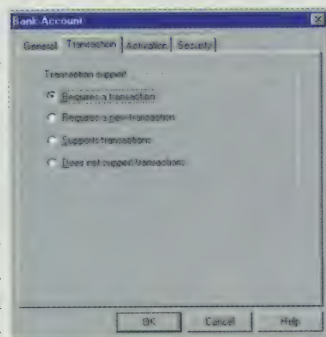 Bank Account
General Transaction Activation Security
Transaction support
Requires a transaction
Requires a new transaction
Supports transactions
Does not support transactions
OK Cancel Help